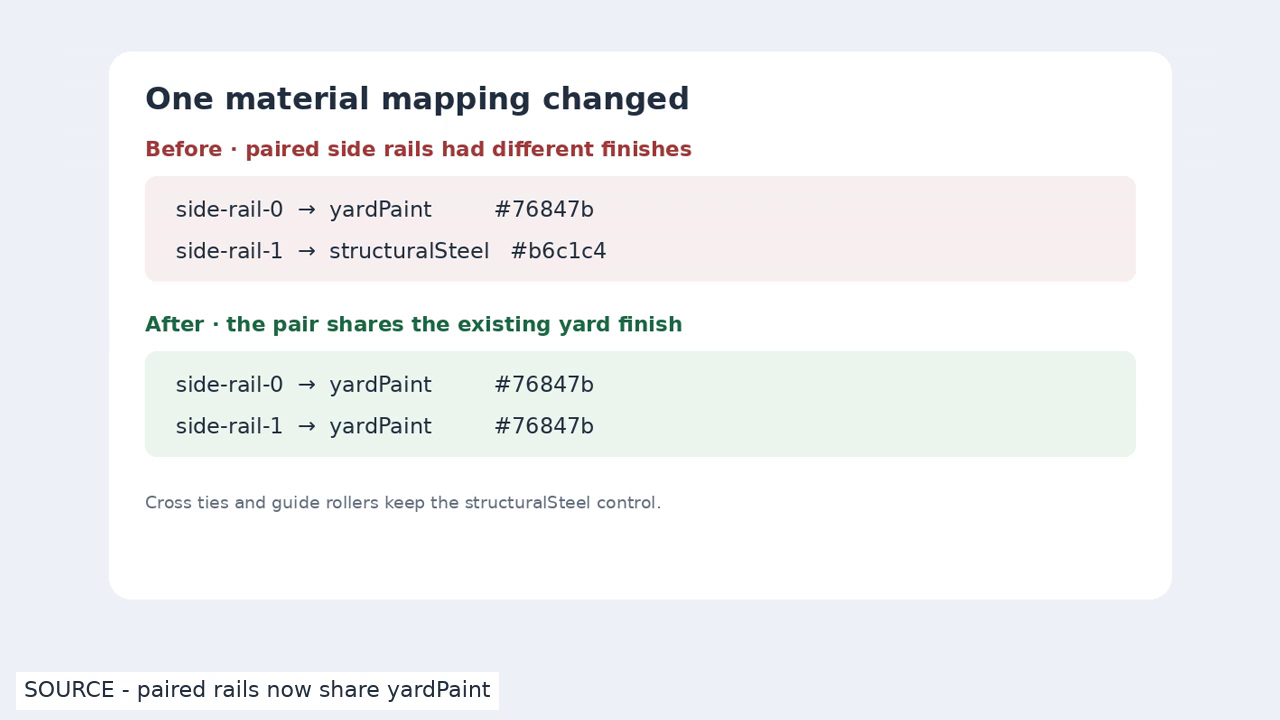 One material mapping changed
Before · paired side rails had different finishes
side-rail-0 → yardPaint #76847b
side-rail-1 → structuralSteel #b6c1c4
After · the pair shares the existing yard finish
side-rail-0 → yardPaint #76847b
side-rail-1 → yardPaint #76847b
Cross ties and guide rollers keep the structuralSteel control.
SOURCE - paired rails now share yardPaint